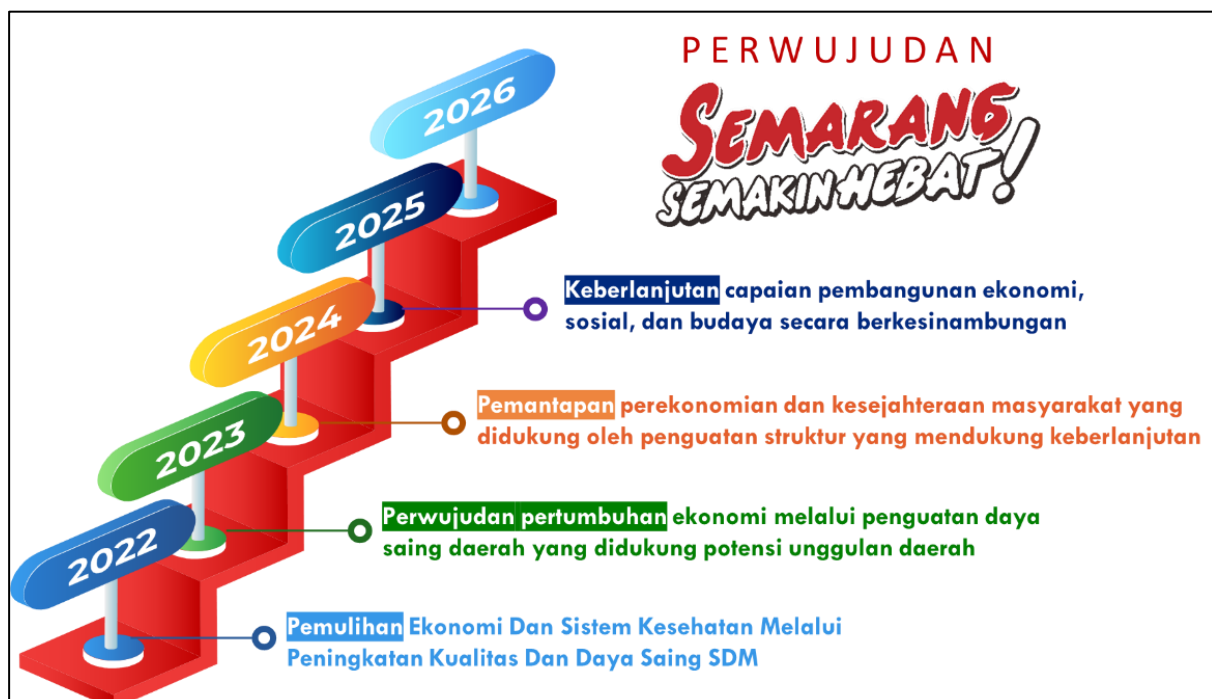 PERWUJUDAN
SEMARANG
SEMAKIN HEBAT!
2026
2025
Keberlanjutan capaian pembangunan ekonomi,
sosial, dan budaya secara berkesinambungan
2024
Pemantapan perekonomian dan kesejahteraan masyarakat yang
didukung oleh penguatan struktur yang mendukung keberlanjutan
2023
Perwujudan pertumbuhan ekonomi melalui penguatan daya
saing daerah yang didukung potensi unggulan daerah
2022
Pemulihan Ekonomi Dan Sistem Kesehatan Melalui
Peningkatan Kualitas Dan Daya Saing SDM